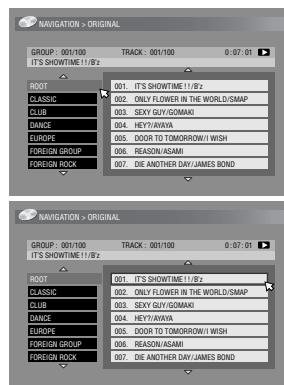 NAVIGATION > ORIGINAL
GROUP : 001/100 TRACK : 001/100 0:07:01
IT'S SHOWTIME ! ! /B'z
ROOT 001. IT'S SHOWTIME ! ! /B'z
CLASSIC 002. ONLY FLOWER IN THE WORLD/SMAP
CLUB 003. SEXY GUY/GOMAKI
DANCE 004. HEY?/AYAYA
EUROPE 005. DOOR TO TOMORROW/I WISH
FOREIGN GROUP 006. REASON/ASAMI
FOREIGN ROCK 007. DIE ANOTHER DAY/JAMES BOND
NAVIGATION > ORIGINAL
GROUP : 001/100 TRACK : 001/100 0:07:01
IT'S SHOWTIME ! ! /B'z
ROOT 001. IT'S SHOWTIME ! ! /B'z
CLASSIC 002. ONLY FLOWER IN THE WORLD/SMAP
CLUB 003. SEXY GUY/GOMAKI
DANCE 004. HEY?/AYAYA
EUROPE 005. DOOR TO TOMORROW/I WISH
FOREIGN GROUP 006. REASON/ASAMI
FOREIGN ROCK 007. DIE ANOTHER DAY/JAMES BOND